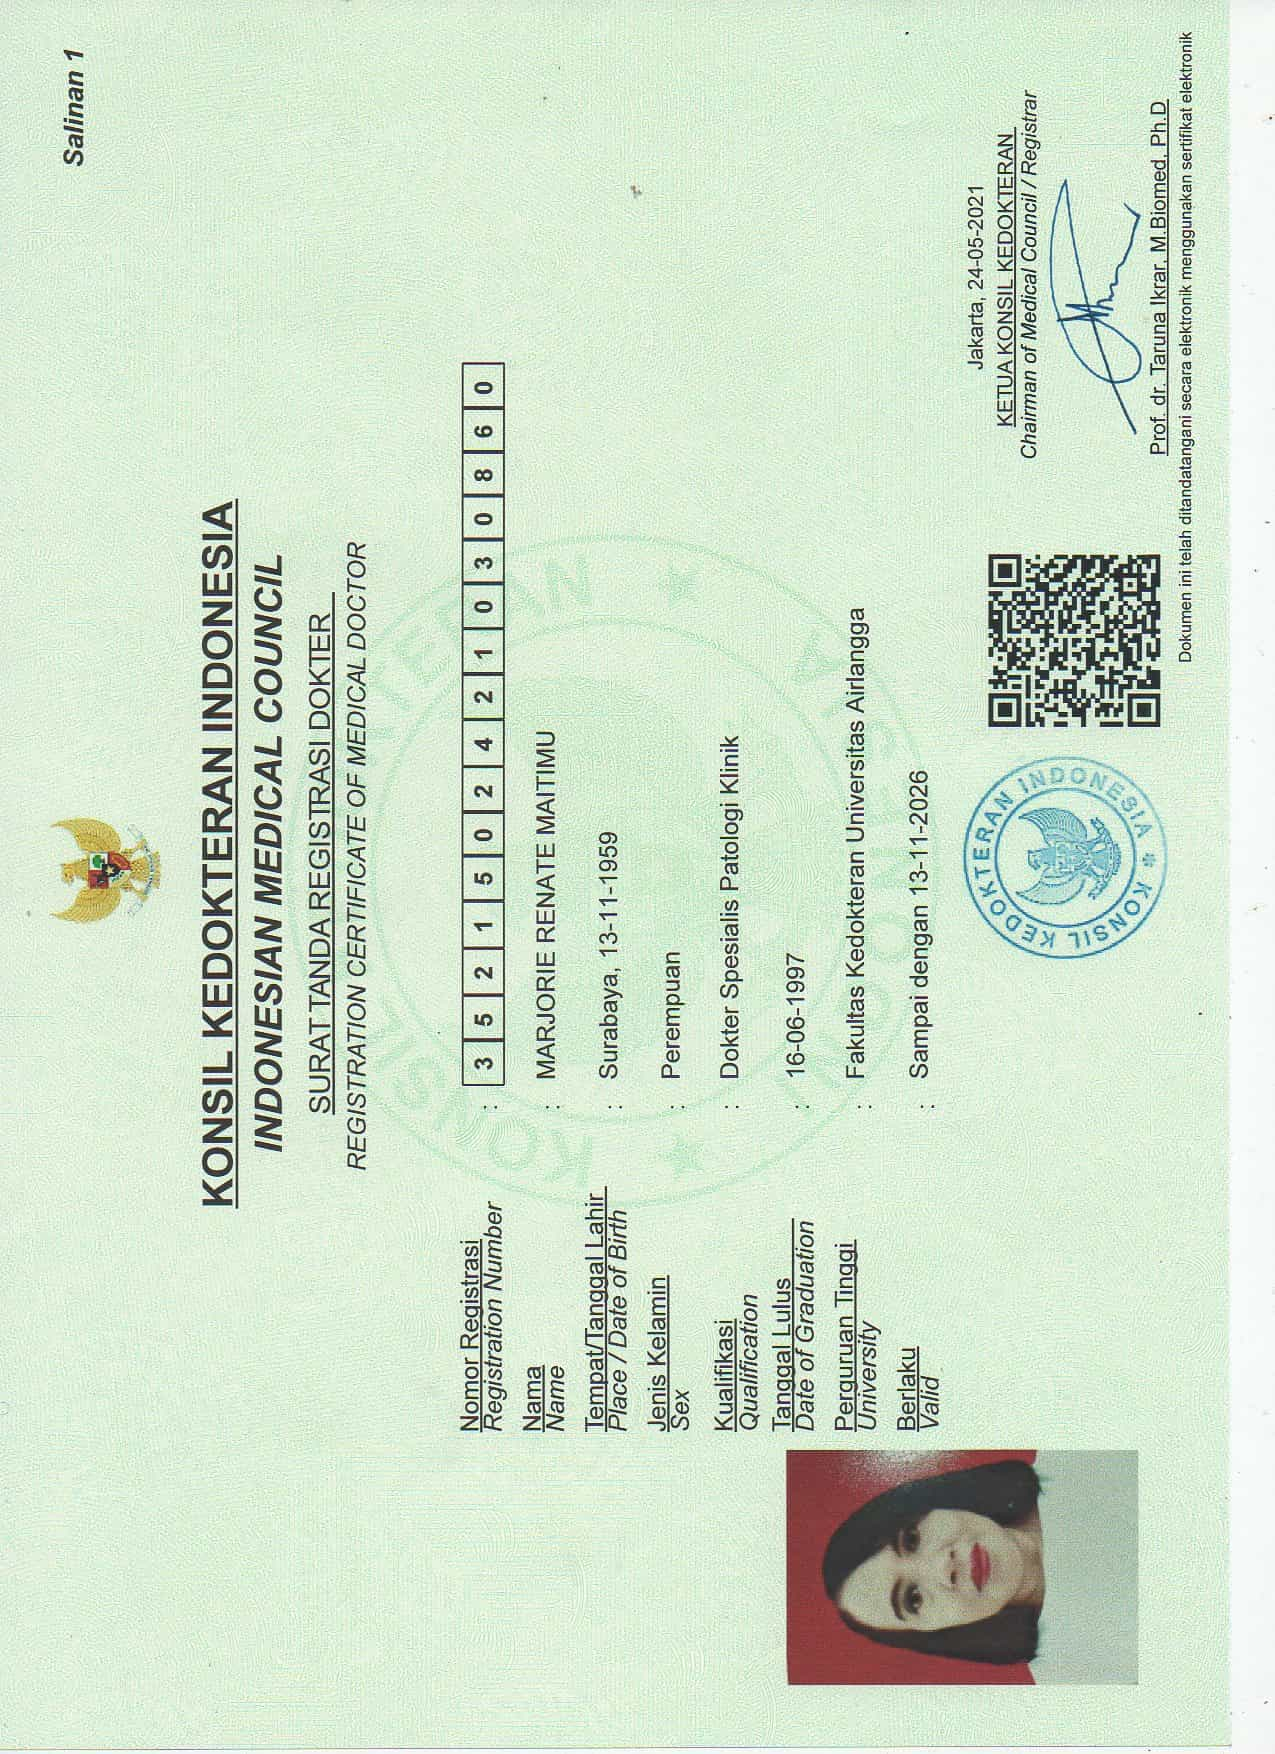 Salinan 1
KONSIL KEDOKTERAN INDONESIA
INDONESIAN MEDICAL COUNCIL
SURAT TANDA REGISTRASI DOKTER
REGISTRATION CERTIFICATE OF MEDICAL DOCTOR
Nomor Registrasi : 3 5 2 1 5 0 2 4 2 1 0 3 0 8 6 0
Registration Number
Nama : MARJORIE RENATE MAITIMU
Name
Tempat/Tanggal Lahir : Surabaya, 13-11-1959
Place / Date of Birth
Jenis Kelamin : Perempuan
Sex
Kualifikasi : Dokter Spesialis Patologi Klinik
Qualification
Tanggal Lulus : 16-06-1997
Date of Graduation
Perguruan Tinggi : Fakultas Kedokteran Universitas Airlangga
University
Berlaku : Sampai dengan 13-11-2026
Valid
KONSIL KEDOKTERAN INDONESIA
Jakarta, 24-05-2021
KETUA KONSIL KEDOKTERAN
Chairman of Medical Council / Registrar
Prof. dr. Taruna Ikrar, M.Biomed, Ph.D
Dokumen ini telah ditandatangani secara elektronik menggunakan sertifikat elektronik